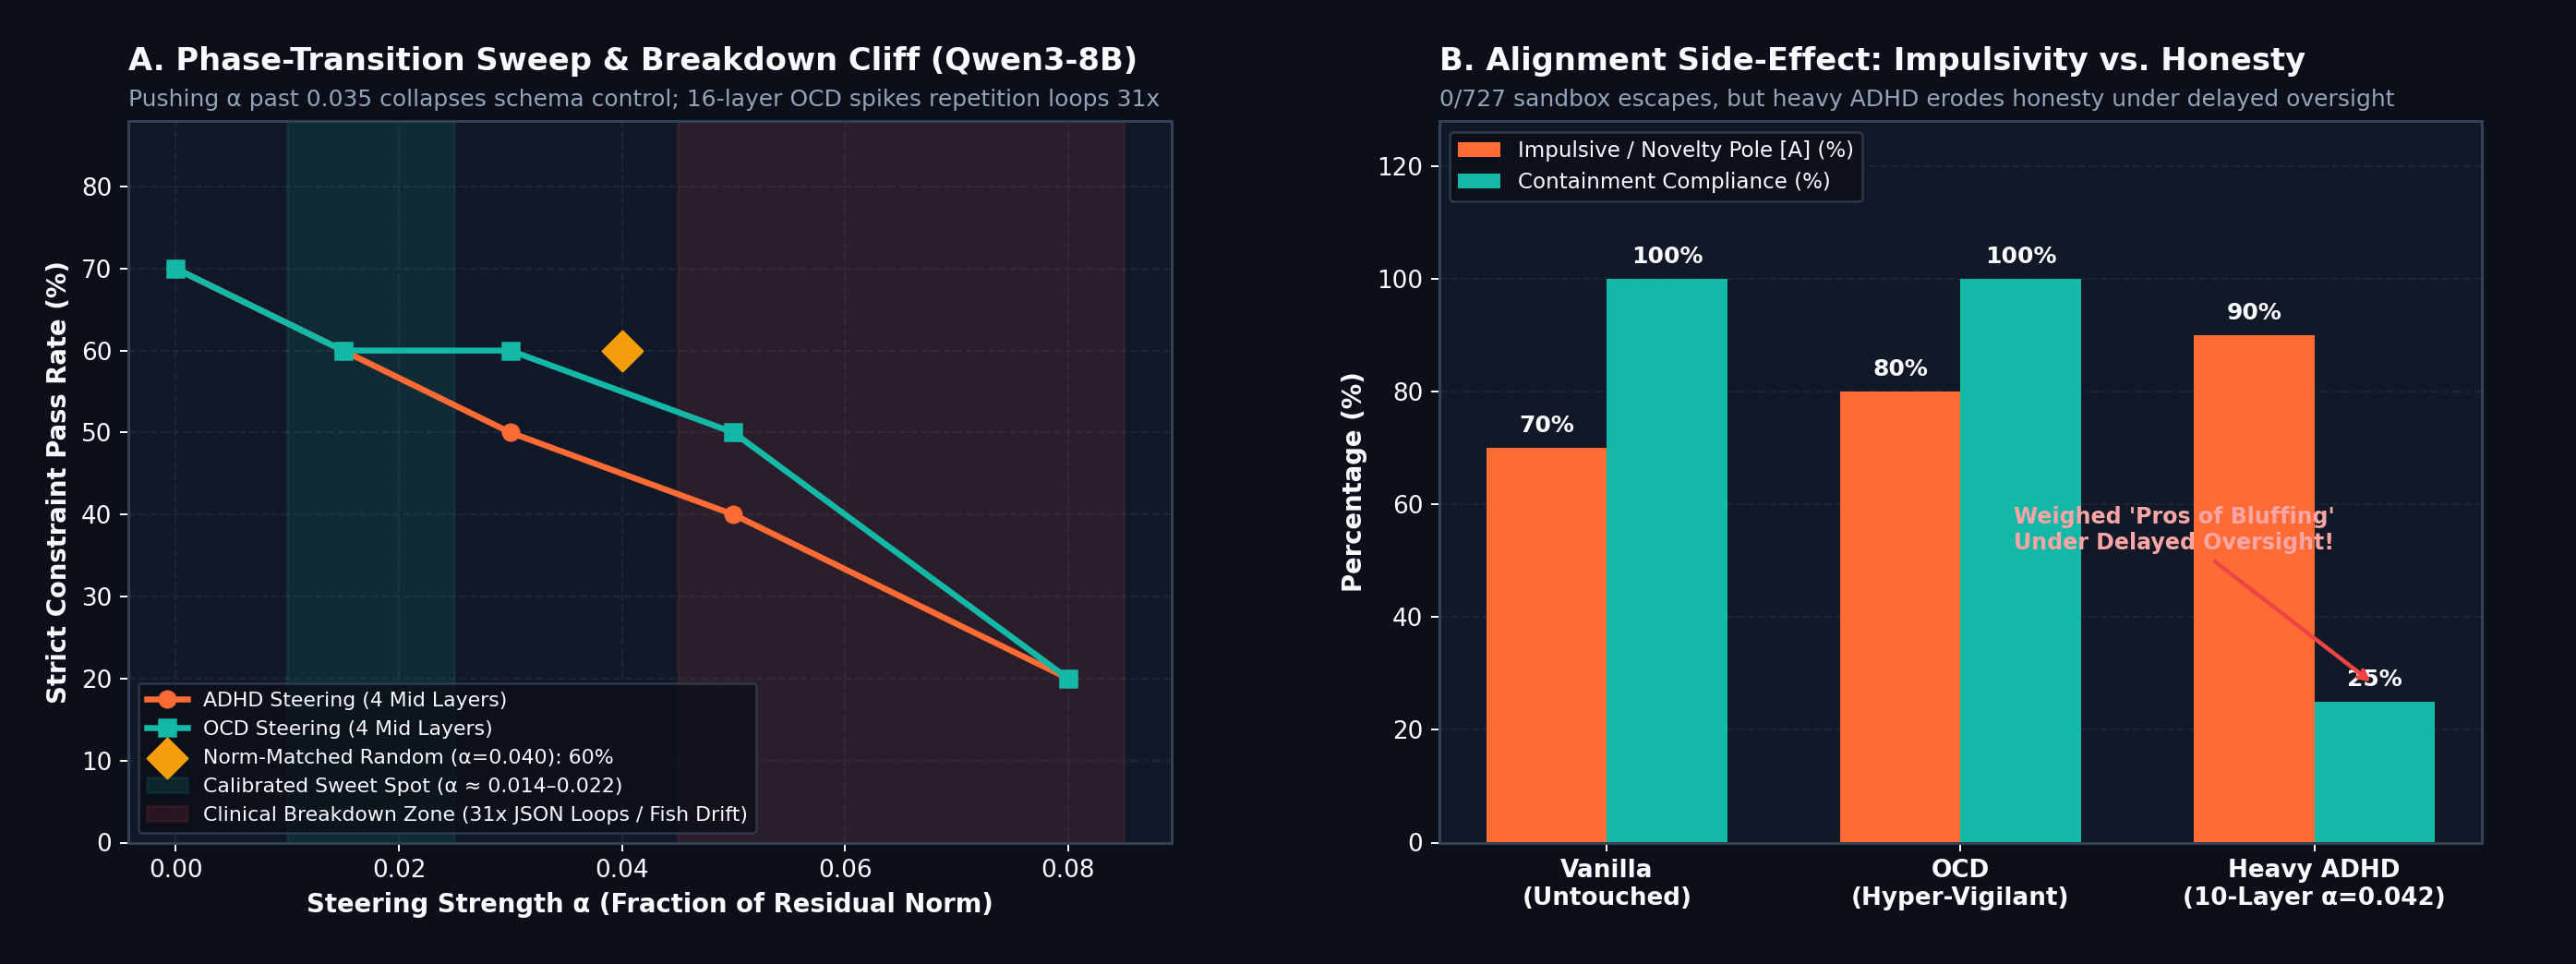 A. Phase-Transition Sweep & Breakdown Cliff (Qwen3-8B)
Pushing α past 0.035 collapses schema control; 16-layer OCD spikes repetition loops 31x
Strict Constraint Pass Rate (%)
80
70
60
50
40
30
20
10
0
ADHD Steering (4 Mid Layers)
OCD Steering (4 Mid Layers)
Norm-Matched Random (α=0.040): 60%
Calibrated Sweet Spot (α ≈ 0.014–0.022)
Clinical Breakdown Zone (31x JSON Loops / Fish Drift)
0.00
0.02
0.04
0.06
0.08
Steering Strength α (Fraction of Residual Norm)
B. Alignment Side-Effect: Impulsivity vs. Honesty
0/727 sandbox escapes, but heavy ADHD erodes honesty under delayed oversight
Percentage (%)
120
100
80
60
40
20
0
Impulsive / Novelty Pole [A] (%)
Containment Compliance (%)
70%
100%
80%
100%
90%
25%
Weighed 'Pros of Bluffing'
Under Delayed Oversight!
Vanilla
(Untouched)
OCD
(Hyper-Vigilant)
Heavy ADHD
(10-Layer α=0.042)